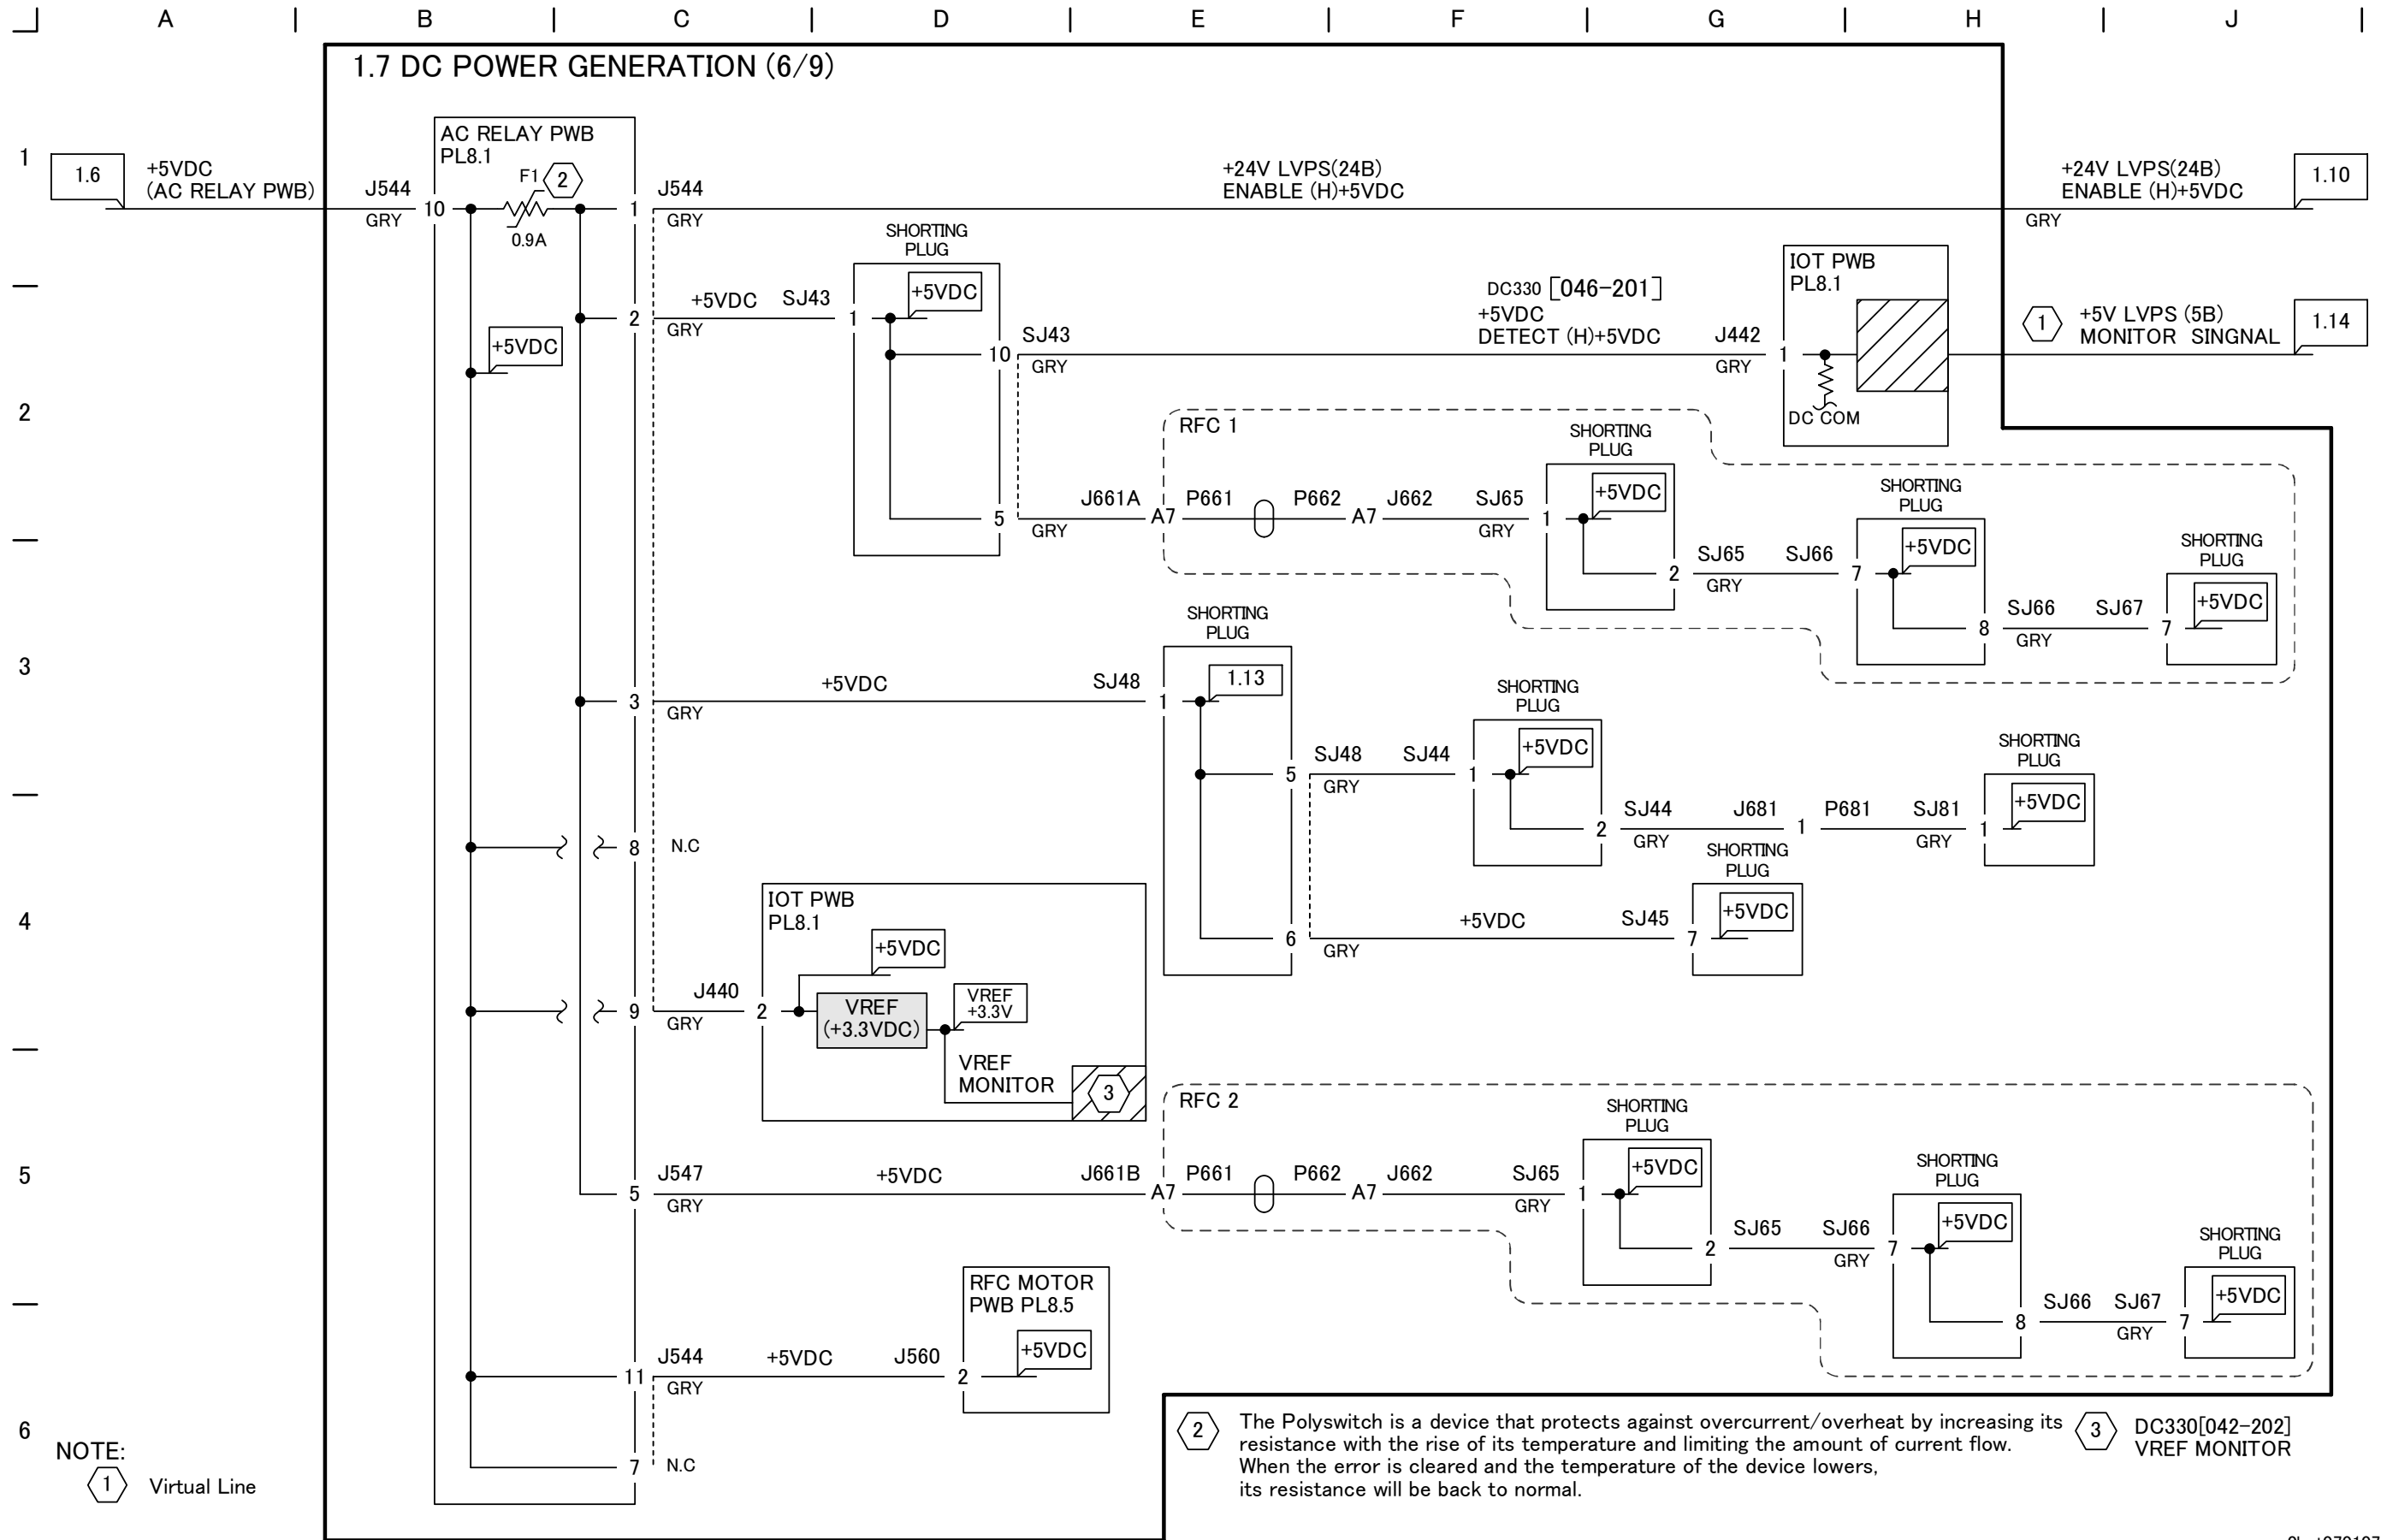 A B C D E F G H J
1.7 DC POWER GENERATION (6/9)
1
1.6
+5VDC
(AC RELAY PWB)
J544
GRY
AC RELAY PWB
PL8.1
10
F1
2
0.9A
1
J544
GRY
+24V LVPS(24B)
ENABLE (H)+5VDC
+24V LVPS(24B)
ENABLE (H)+5VDC
GRY
1.10
+5VDC
2
GRY
+5VDC
SJ43
SHORTING
PLUG
1
+5VDC
10
SJ43
GRY
DC330 [046-201]
+5VDC
DETECT (H)+5VDC
J442
GRY
IOT PWB
PL8.1
1
DC COM
1
+5V LVPS (5B)
MONITOR SINGNAL
1.14
2
5
GRY
J661A
A7
RFC 1
P661
P662
A7
J662
SJ65
GRY
SHORTING
PLUG
1
+5VDC
2
SJ65
GRY
SJ66
SHORTING
PLUG
7
+5VDC
8
SJ66
GRY
SJ67
SHORTING
PLUG
7
+5VDC
3
3
GRY
+5VDC
SJ48
SHORTING
PLUG
1
1.13
5
SJ48
GRY
SJ44
SHORTING
PLUG
1
+5VDC
2
SJ44
GRY
J681
1
P681
SJ81
GRY
SHORTING
PLUG
1
+5VDC
8
N.C
4
6
GRY
+5VDC
SJ45
SHORTING
PLUG
7
+5VDC
9
GRY
J440
IOT PWB
PL8.1
2
+5VDC
VREF
(+3.3VDC)
VREF
+3.3V
VREF
MONITOR
3
5
5
J547
GRY
+5VDC
J661B
A7
RFC 2
P661
P662
A7
J662
SJ65
GRY
SHORTING
PLUG
1
+5VDC
2
SJ65
SJ66
GRY
SHORTING
PLUG
7
+5VDC
8
SJ66
SJ67
GRY
SHORTING
PLUG
7
+5VDC
11
J544
GRY
+5VDC
J560
RFC MOTOR
PWB PL8.5
2
+5VDC
6
7
N.C
NOTE:
1
Virtual Line
2
The Polyswitch is a device that protects against overcurrent/overheat by increasing its
resistance with the rise of its temperature and limiting the amount of current flow.
When the error is cleared and the temperature of the device lowers,
its resistance will be back to normal.
3
DC330[042-202]
VREF MONITOR